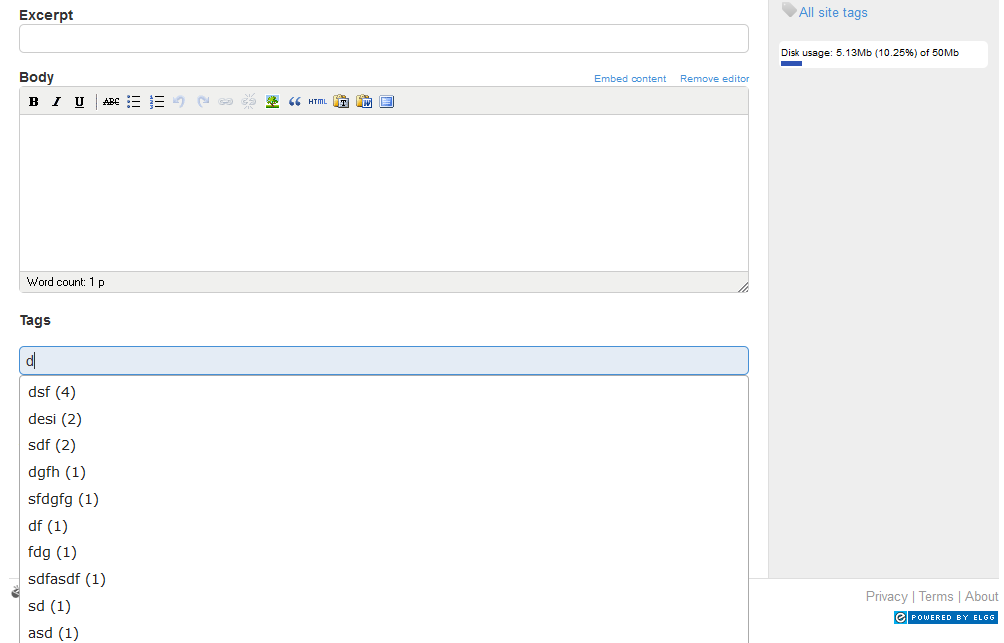 Excerpt
All site tags
Disk usage: 5.13Mb (10.25%) of 50Mb
Body
Embed content Remove editor
B I U ABC HTML T W
Word count: 1 p
Tags
d
dsf (4)
desi (2)
sdf (2)
dgfh (1)
sfdgfg (1)
df (1)
fdg (1)
sdfasdf (1)
sd (1)
asd (1)
Privacy | Terms | About
POWERED BY ELGG